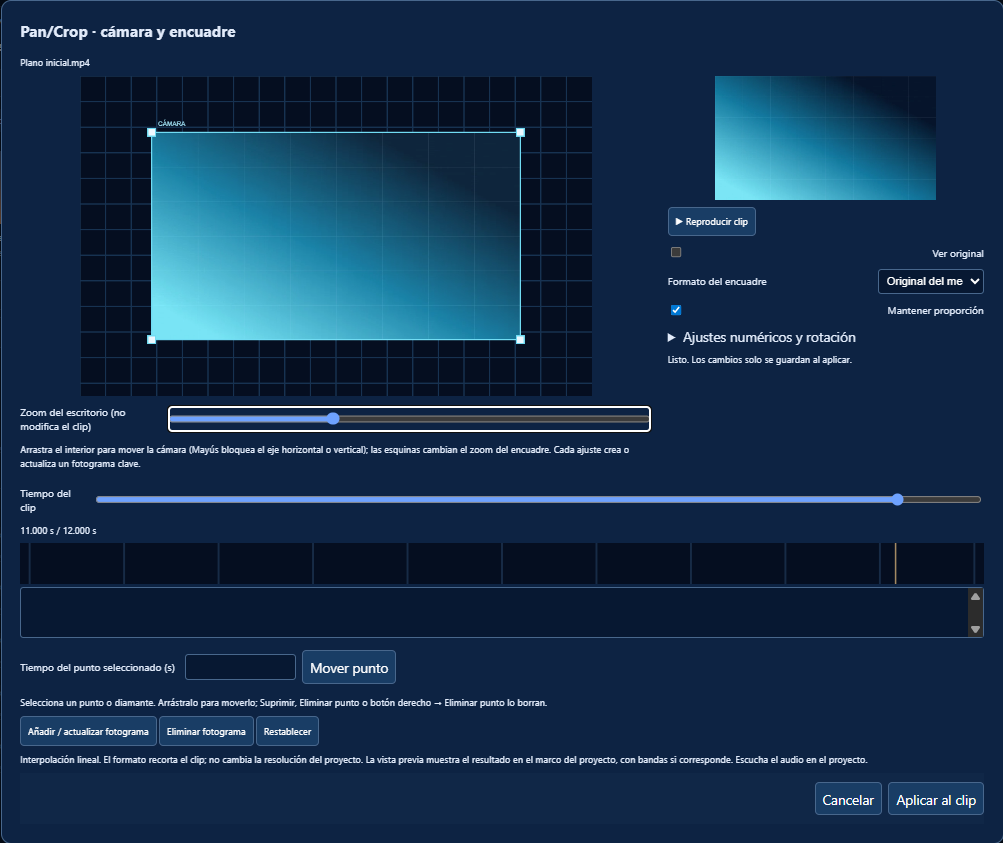 Pan/Crop · cámara y encuadre
Plano inicial.mp4
CÁMARA
▶ Reproducir clip
Ver original
Formato del encuadre
Original del me
Mantener proporción
▶ Ajustes numéricos y rotación
Listo. Los cambios solo se guardan al aplicar.
Zoom del escritorio (no
modifica el clip)
Arrastra el interior para mover la cámara (Mayús bloquea el eje horizontal o vertical); las esquinas cambian el zoom del encuadre. Cada ajuste crea o
actualiza un fotograma clave.
Tiempo del
clip
11.000 s / 12.000 s
Tiempo del punto seleccionado (s)
Mover punto
Selecciona un punto o diamante. Arrástralo para moverlo; Suprimir, Eliminar punto o botón derecho → Eliminar punto lo borran.
Añadir / actualizar fotograma
Eliminar fotograma
Restablecer
Interpolación lineal. El formato recorta el clip; no cambia la resolución del proyecto. La vista previa muestra el resultado en el marco del proyecto, con bandas si corresponde. Escucha el audio en el proyecto.
Cancelar
Aplicar al clip